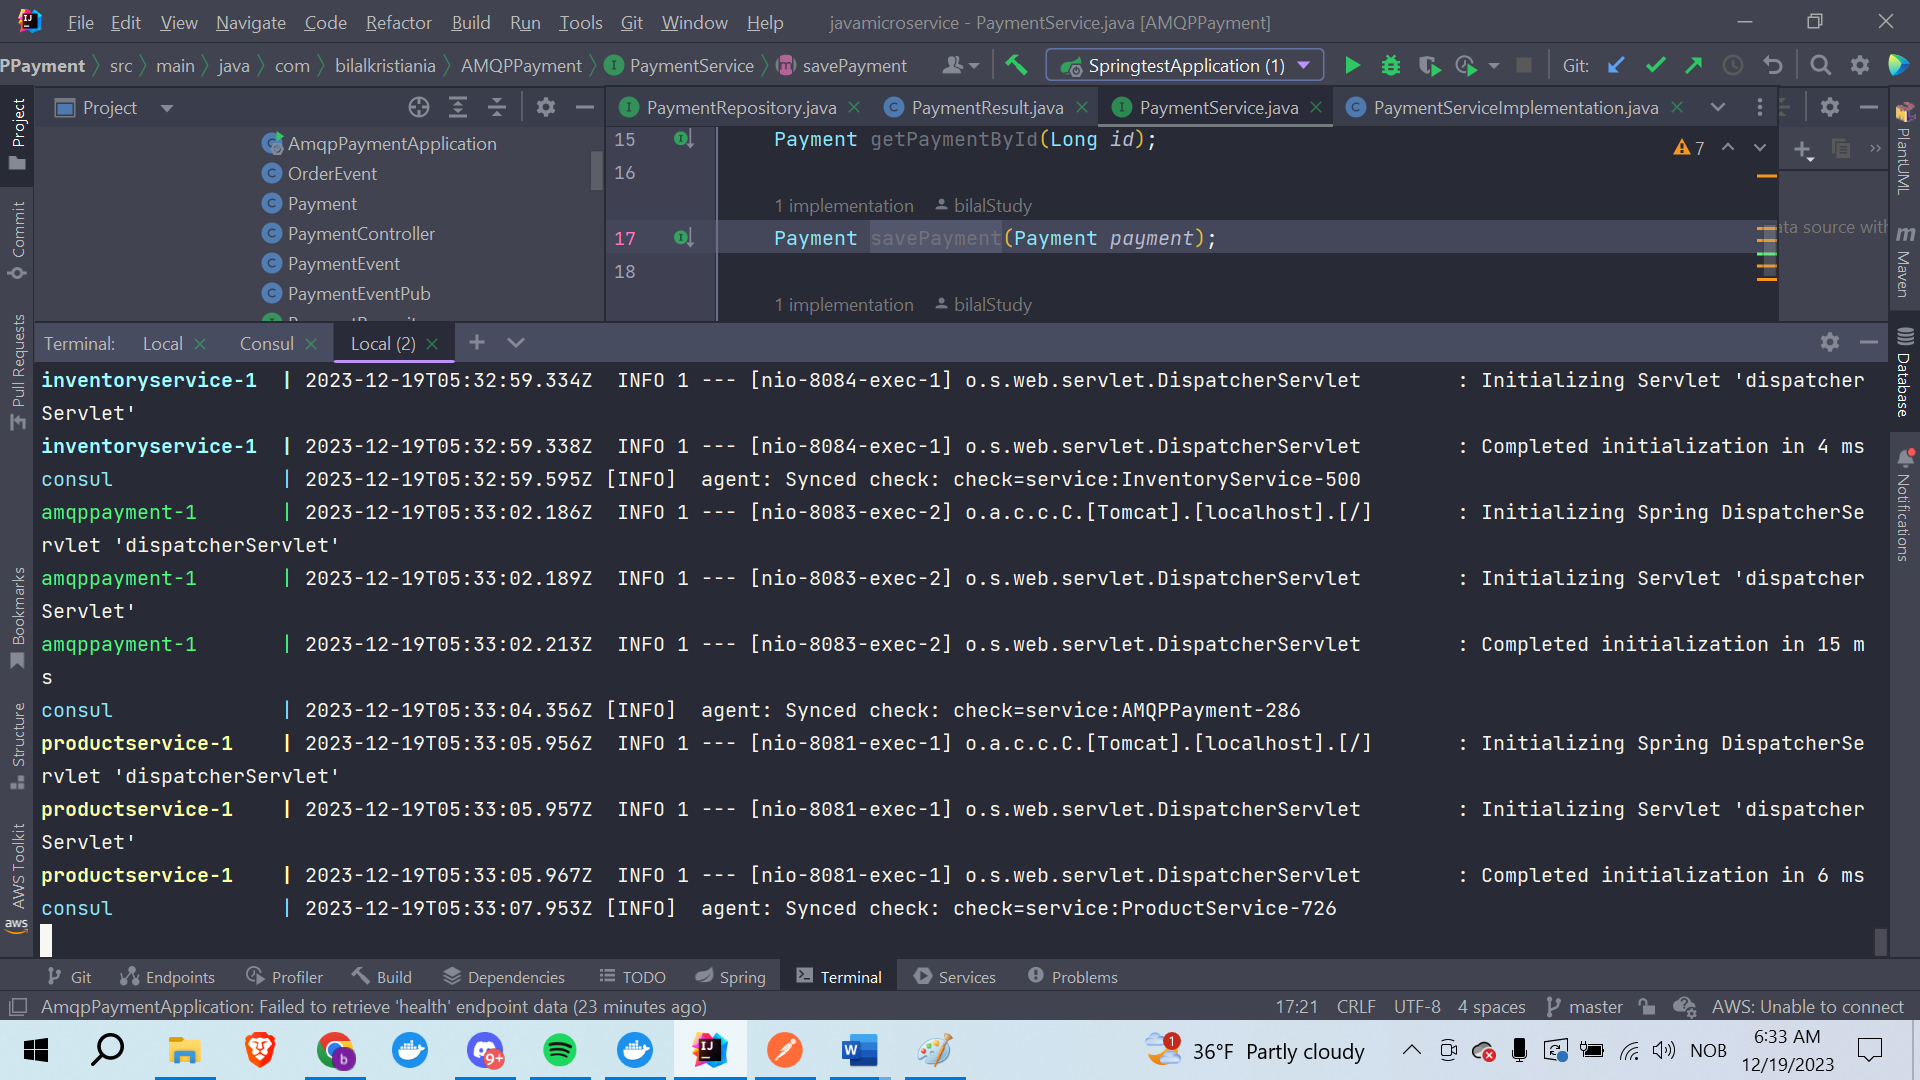 File Edit View Navigate Code Refactor Build Run Tools Git Window Help javamicroservice - PaymentService.java [AMQPPayment]
PPayment src main java com bilalkristiania AMQPPayment PaymentService savePayment SpringtestApplication (1) Git:
Project PaymentRepository.java PaymentResult.java PaymentService.java PaymentServiceImplementation.java
AmqpPaymentApplication
OrderEvent
Payment
PaymentController
PaymentEvent
PaymentEventPub
15 Payment getPaymentById(Long id);
7
16
1 implementation bilalStudy
17 Payment savePayment(Payment payment);
18
1 implementation bilalStudy
ata source with
Project
Commit
Pull Requests
Bookmarks
Structure
AWS Toolkit
aws
PlantUML
m Maven
Database
Notifications
Terminal: Local Consul Local (2)
inventoryservice-1 | 2023-12-19T05:32:59.334Z INFO 1 --- [nio-8084-exec-1] o.s.web.servlet.DispatcherServlet : Initializing Servlet 'dispatcher
Servlet'
inventoryservice-1 | 2023-12-19T05:32:59.338Z INFO 1 --- [nio-8084-exec-1] o.s.web.servlet.DispatcherServlet : Completed initialization in 4 ms
consul | 2023-12-19T05:32:59.595Z [INFO] agent: Synced check: check=service:InventoryService-500
amqppayment-1 | 2023-12-19T05:33:02.186Z INFO 1 --- [nio-8083-exec-2] o.a.c.c.C.[Tomcat].[localhost].[/] : Initializing Spring DispatcherSe
rvlet 'dispatcherServlet'
amqppayment-1 | 2023-12-19T05:33:02.189Z INFO 1 --- [nio-8083-exec-2] o.s.web.servlet.DispatcherServlet : Initializing Servlet 'dispatcher
Servlet'
amqppayment-1 | 2023-12-19T05:33:02.213Z INFO 1 --- [nio-8083-exec-2] o.s.web.servlet.DispatcherServlet : Completed initialization in 15 m
s
consul | 2023-12-19T05:33:04.356Z [INFO] agent: Synced check: check=service:AMQPPayment-286
productservice-1 | 2023-12-19T05:33:05.956Z INFO 1 --- [nio-8081-exec-1] o.a.c.c.C.[Tomcat].[localhost].[/] : Initializing Spring DispatcherSe
rvlet 'dispatcherServlet'
productservice-1 | 2023-12-19T05:33:05.957Z INFO 1 --- [nio-8081-exec-1] o.s.web.servlet.DispatcherServlet : Initializing Servlet 'dispatcher
Servlet'
productservice-1 | 2023-12-19T05:33:05.967Z INFO 1 --- [nio-8081-exec-1] o.s.web.servlet.DispatcherServlet : Completed initialization in 6 ms
consul | 2023-12-19T05:33:07.953Z [INFO] agent: Synced check: check=service:ProductService-726
Git Endpoints Profiler Build Dependencies TODO Spring Terminal Services Problems
AmqpPaymentApplication: Failed to retrieve 'health' endpoint data (23 minutes ago) 17:21 CRLF UTF-8 4 spaces master AWS: Unable to connect
b 9+ IJ W 1 36°F Partly cloudy NOB 6:33 AM
12/19/2023